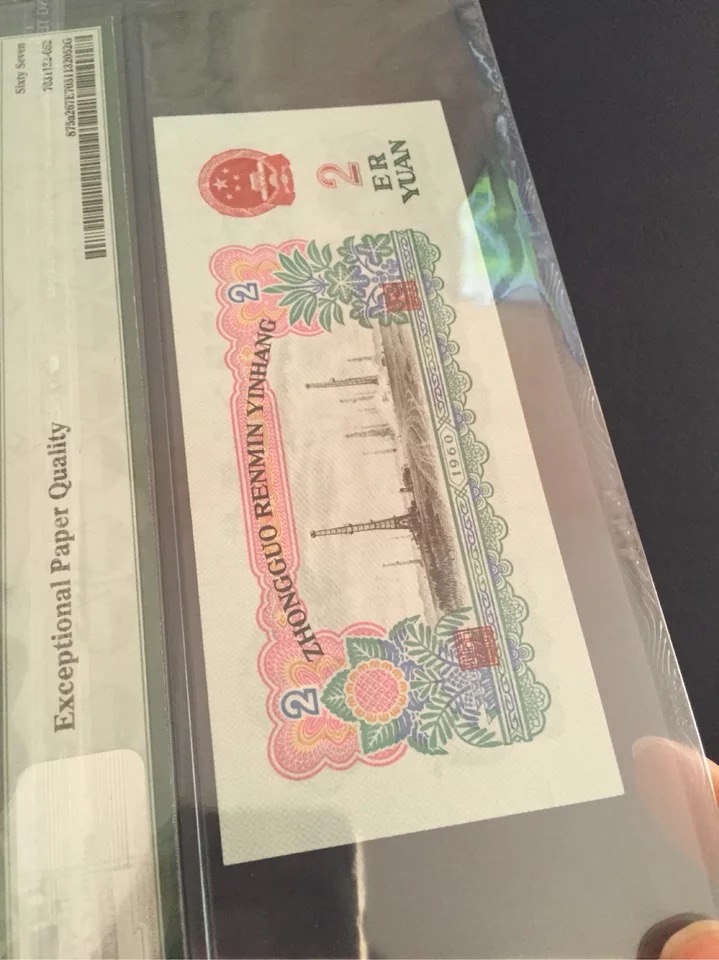 Sixty Seven
Exceptional Paper Quality
2
ER
YUAN
ZHONGGUO RENMIN YINHANG
2
2
1960